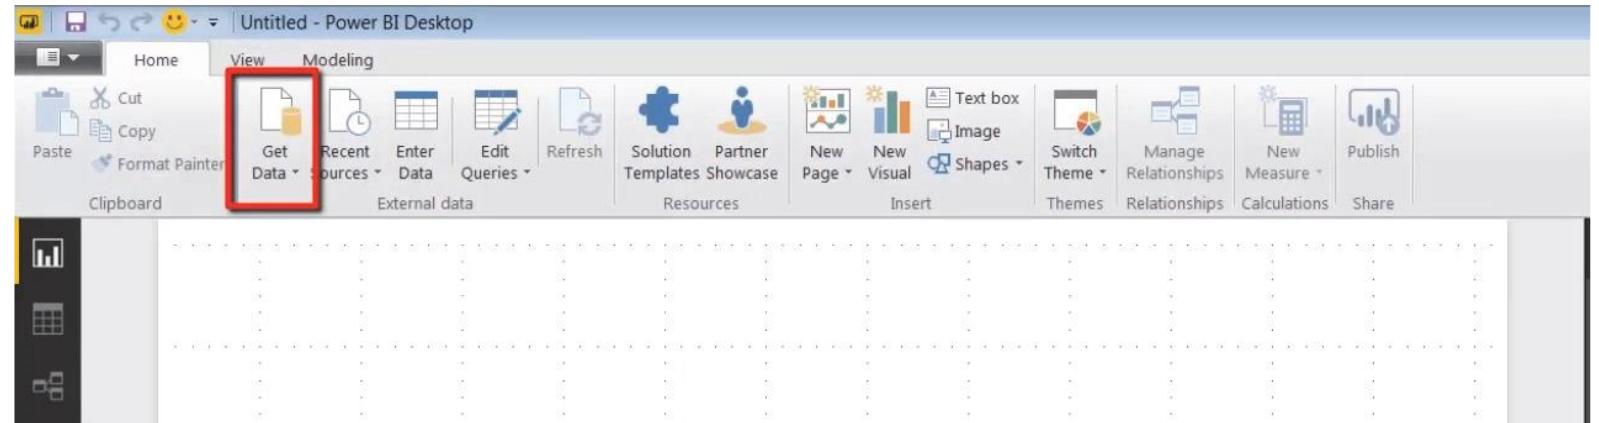 Untitled - Power BI Desktop
Home View Modeling
Paste
Cut
Copy
Format Painter
Clipboard
Get Data
Recent Sources
Enter Data
Edit Queries
Refresh
External data
Solution Templates
Partner Showcase
Resources
New Page
New Visual
Text box
Image
Shapes
Insert
Switch Theme
Themes
Manage Relationships
Relationships
New Measure
Calculations
Publish
Share